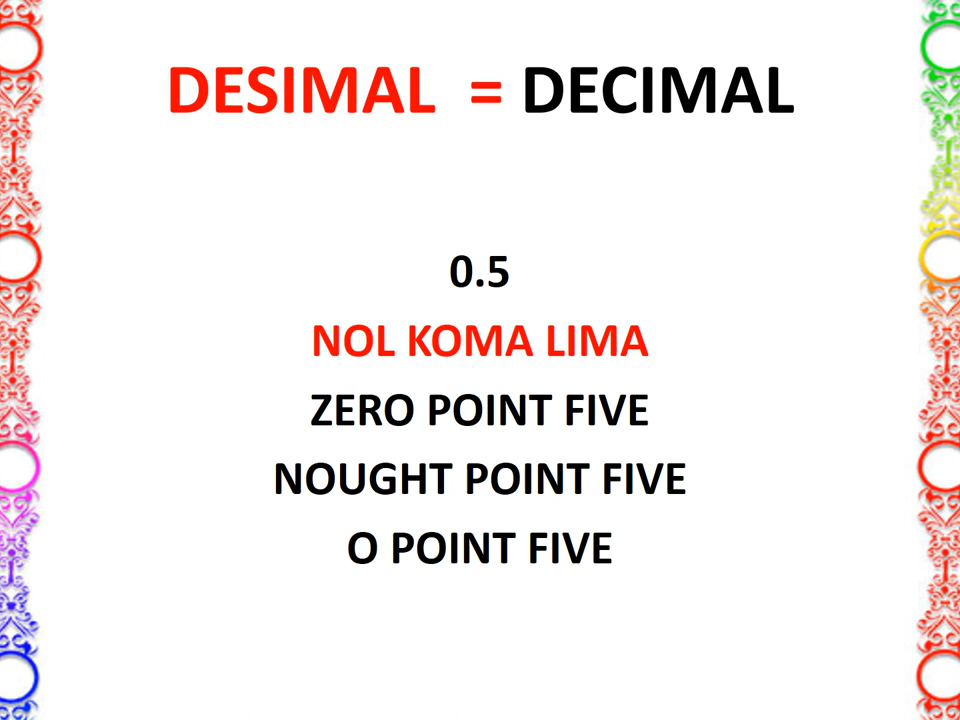 DESIMAL = DECIMAL
0.5
NOL KOMA LIMA
ZERO POINT FIVE
NOUGHT POINT FIVE
O POINT FIVE